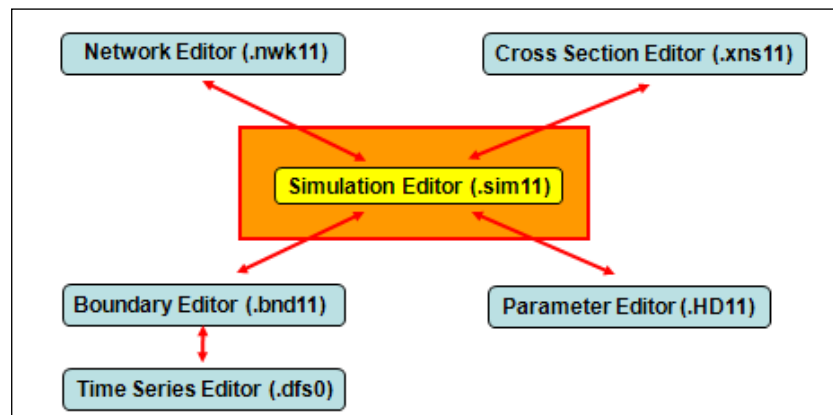 Network Editor (.nwk11)
Cross Section Editor (.xns11)
Simulation Editor (.sim11)
Boundary Editor (.bnd11)
Parameter Editor (.HD11)
Time Series Editor (.dfs0)